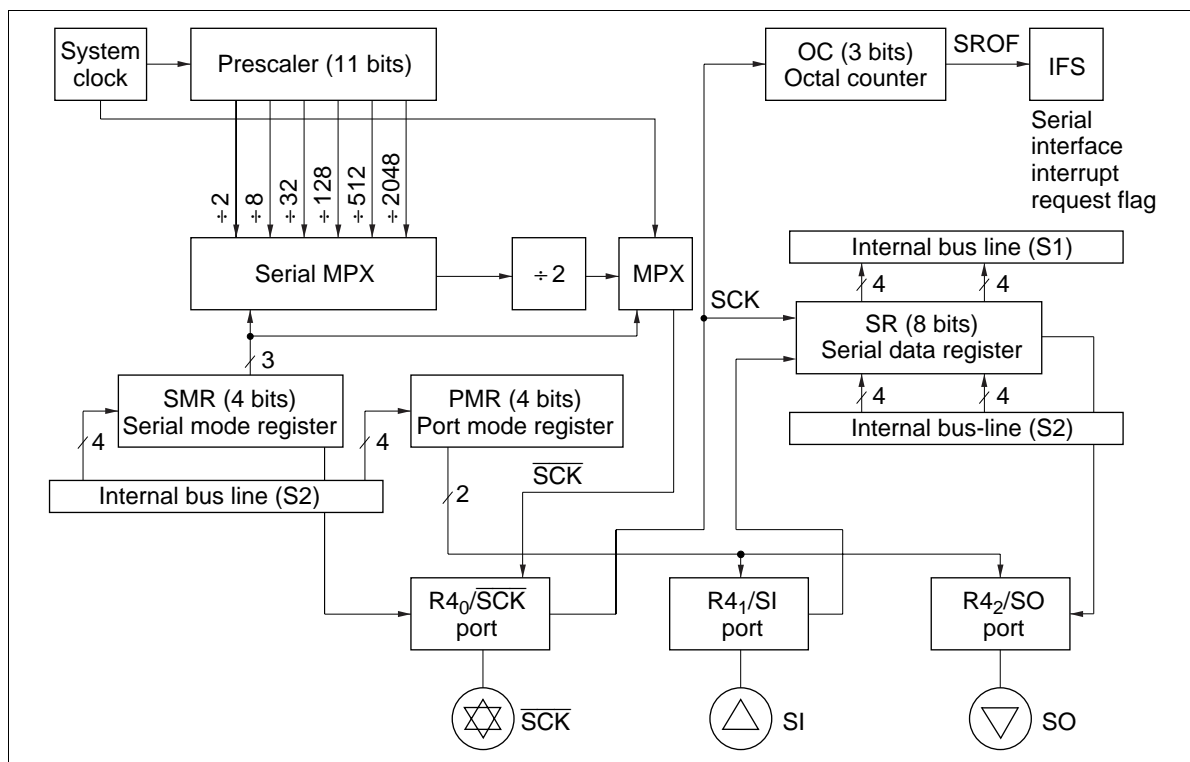 System
clock
Prescaler (11 bits)
OC (3 bits)
Octal counter
SROF
IFS
Serial
interface
interrupt
request flag
÷2
÷8
÷32
÷128
÷512
÷2048
Serial MPX
÷2
MPX
Internal bus line (S1)
4
4
SCK
SR (8 bits)
Serial data register
3
4
4
SMR (4 bits)
Serial mode register
PMR (4 bits)
Port mode register
Internal bus-line (S2)
4
4
Internal bus line (S2)
SCK
2
R4₀/SCK
port
R4₁/SI
port
R4₂/SO
port
SCK
SI
SO